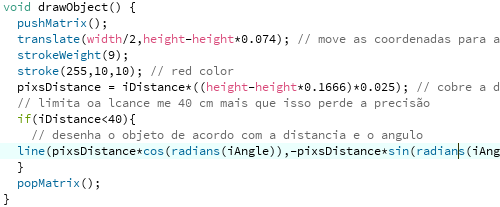 void drawObject() {
pushMatrix();
translate(width/2,height-height*0.074); // move as coordenadas para a
strokeWeight(9);
stroke(255,10,10); // red color
pixsDistance = iDistance*((height-height*0.1666)*0.025); // cobre a d
// limita oa lcance me 40 cm mais que isso perde a precisão
if(iDistance<40){
// desenha o objeto de acordo com a distancia e o angulo
line(pixsDistance*cos(radians(iAngle)),-pixsDistance*sin(radians(iAng
}
popMatrix();
}